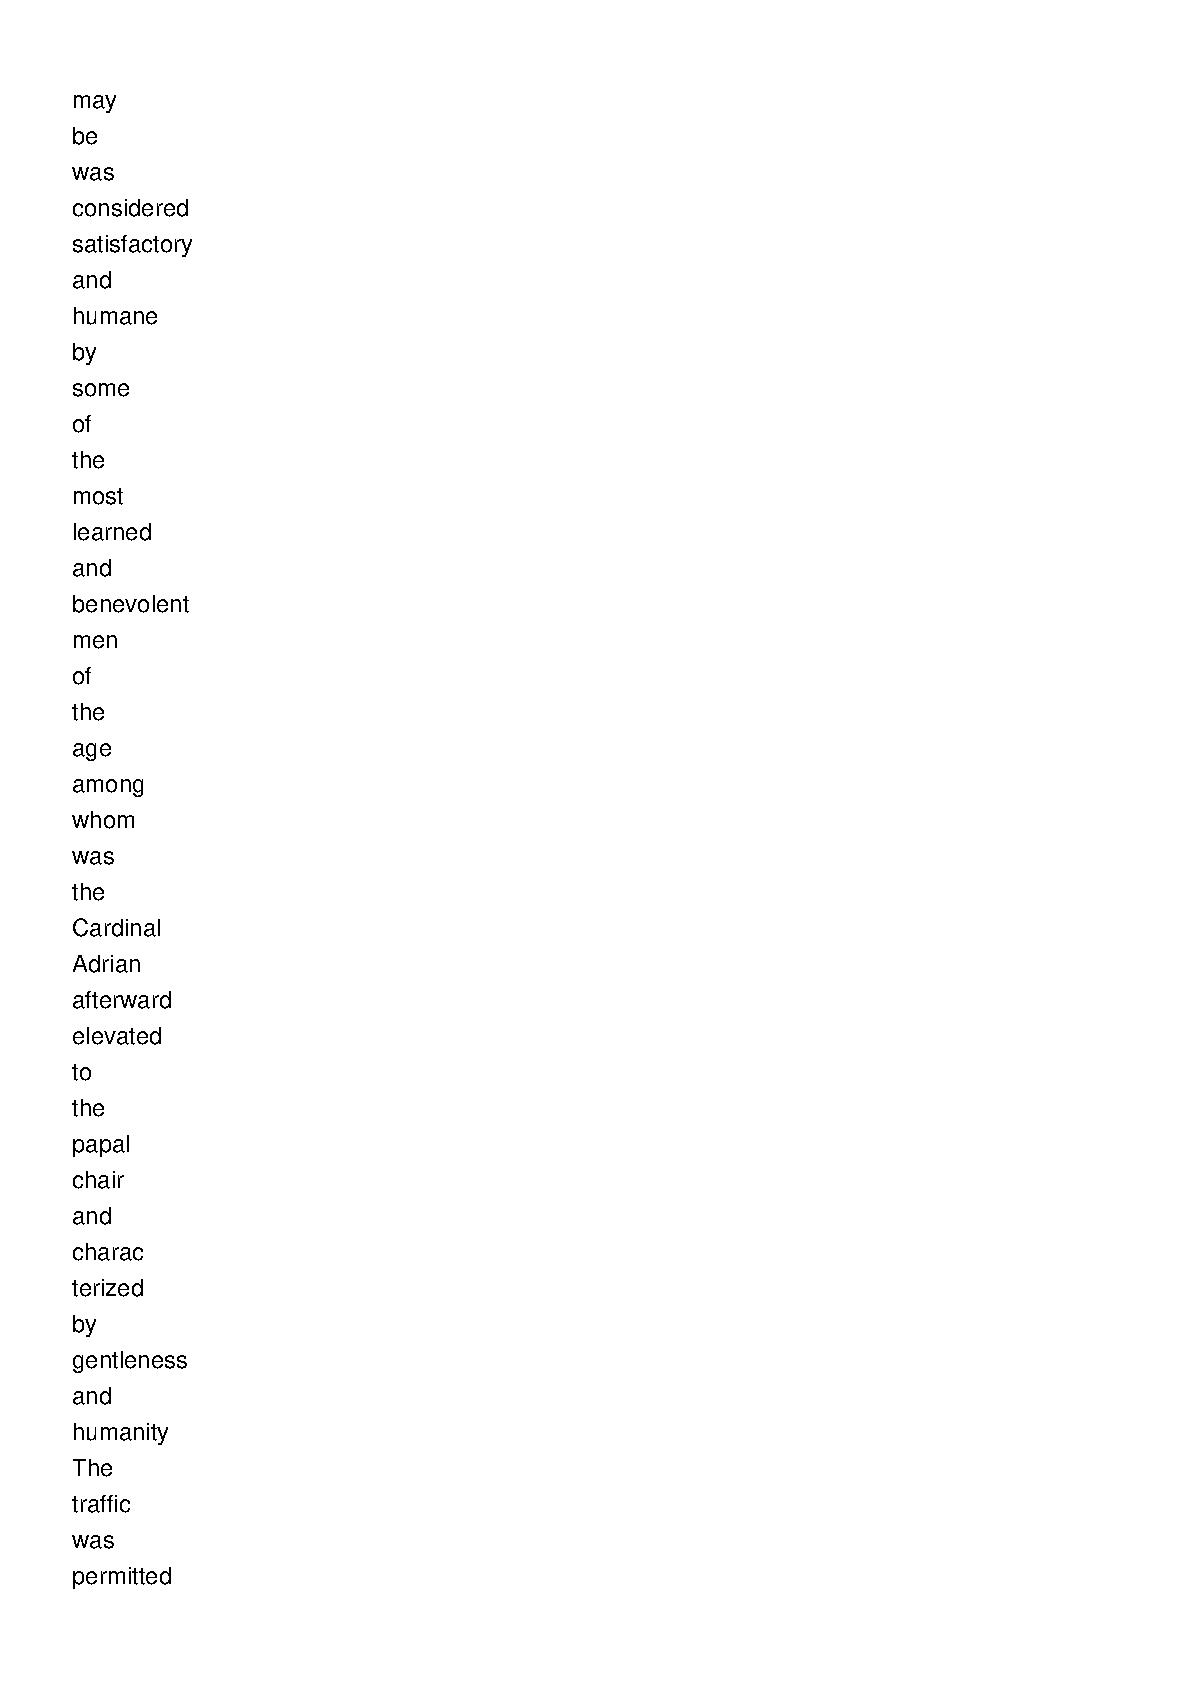 may
be
was
considered
satisfactory
and
humane
by
some
of
the
most
learned
and
benevolent
men
of
the
age
among
whom
was
the
Cardinal
Adrian
afterward
elevated
to
the
papal
chair
and
charac
terized
by
gentleness
and
humanity
The
traffic
was
permitted